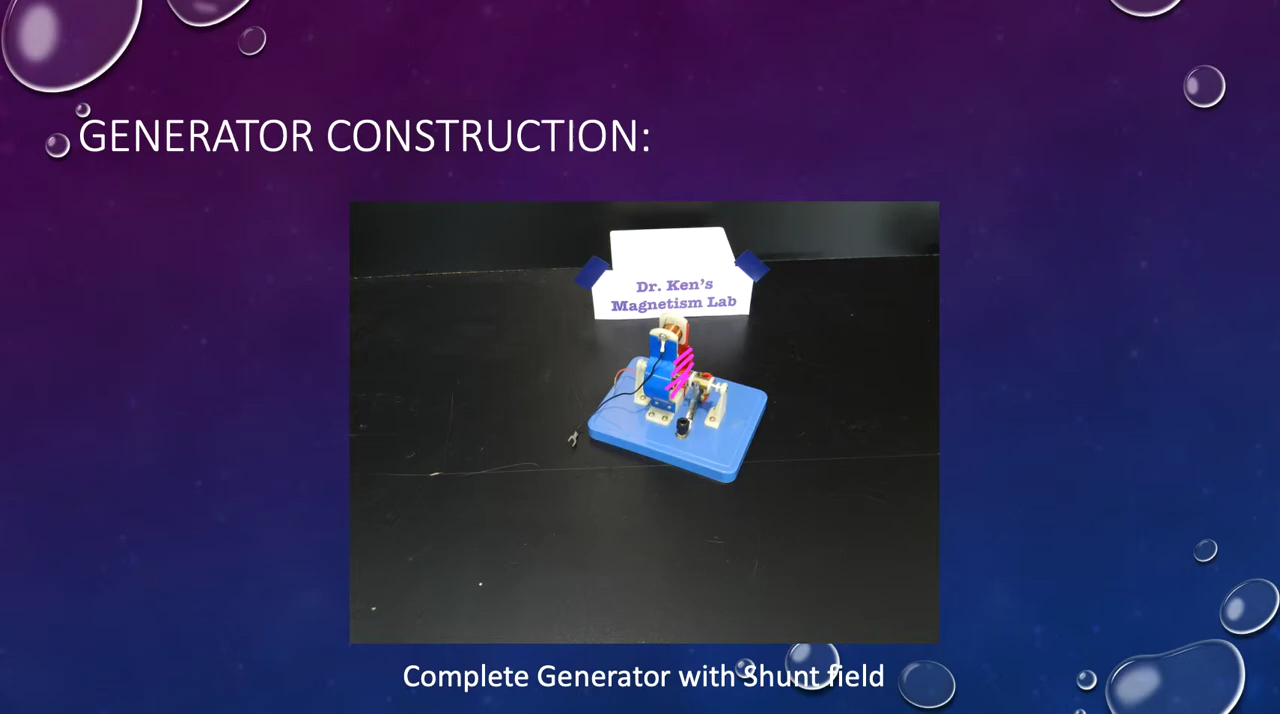 GENERATOR CONSTRUCTION:
Dr. Ken's
Magnetism Lab
Complete Generator with Shunt field